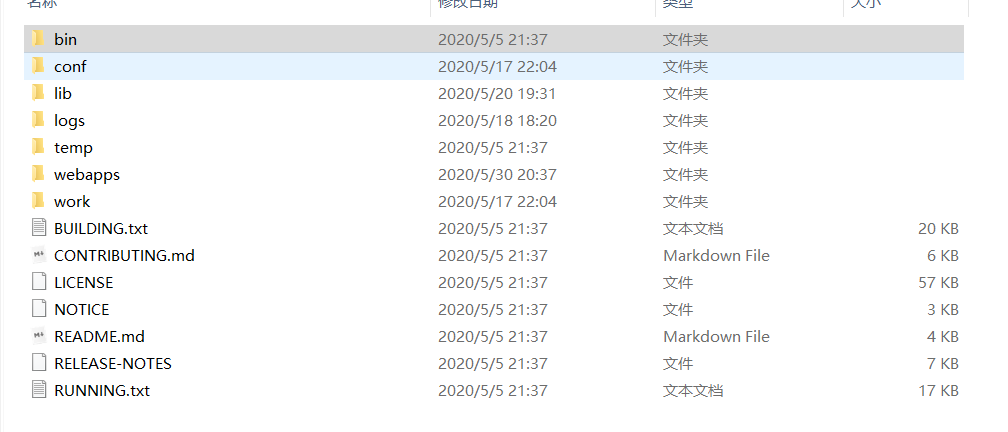 名称 修改日期 类型 大小
bin 2020/5/5 21:37 文件夹
conf 2020/5/17 22:04 文件夹
lib 2020/5/20 19:31 文件夹
logs 2020/5/18 18:20 文件夹
temp 2020/5/5 21:37 文件夹
webapps 2020/5/30 20:37 文件夹
work 2020/5/17 22:04 文件夹
BUILDING.txt 2020/5/5 21:37 文本文档 20 KB
CONTRIBUTING.md 2020/5/5 21:37 Markdown File 6 KB
LICENSE 2020/5/5 21:37 文件 57 KB
NOTICE 2020/5/5 21:37 文件 3 KB
README.md 2020/5/5 21:37 Markdown File 4 KB
RELEASE-NOTES 2020/5/5 21:37 文件 7 KB
RUNNING.txt 2020/5/5 21:37 文本文档 17 KB